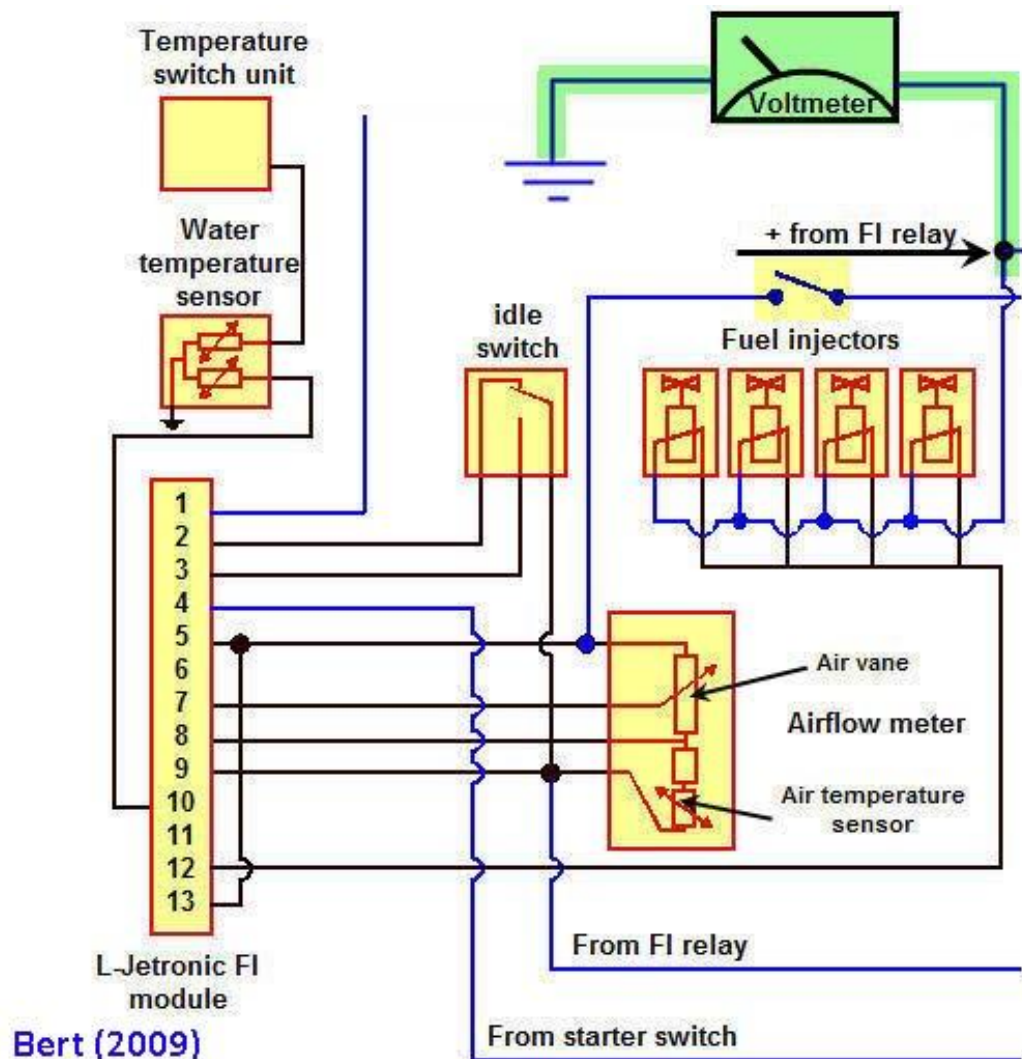 Temperature
switch unit
Voltmeter
Water
temperature
sensor
+ from FI relay
idle
switch
Fuel injectors
1
2
3
4
5
6
7
8
9
10
11
12
13
Air vane
Airflow meter
Air temperature
sensor
L-Jetronic FI
module
From FI relay
From starter switch
Bert (2009)